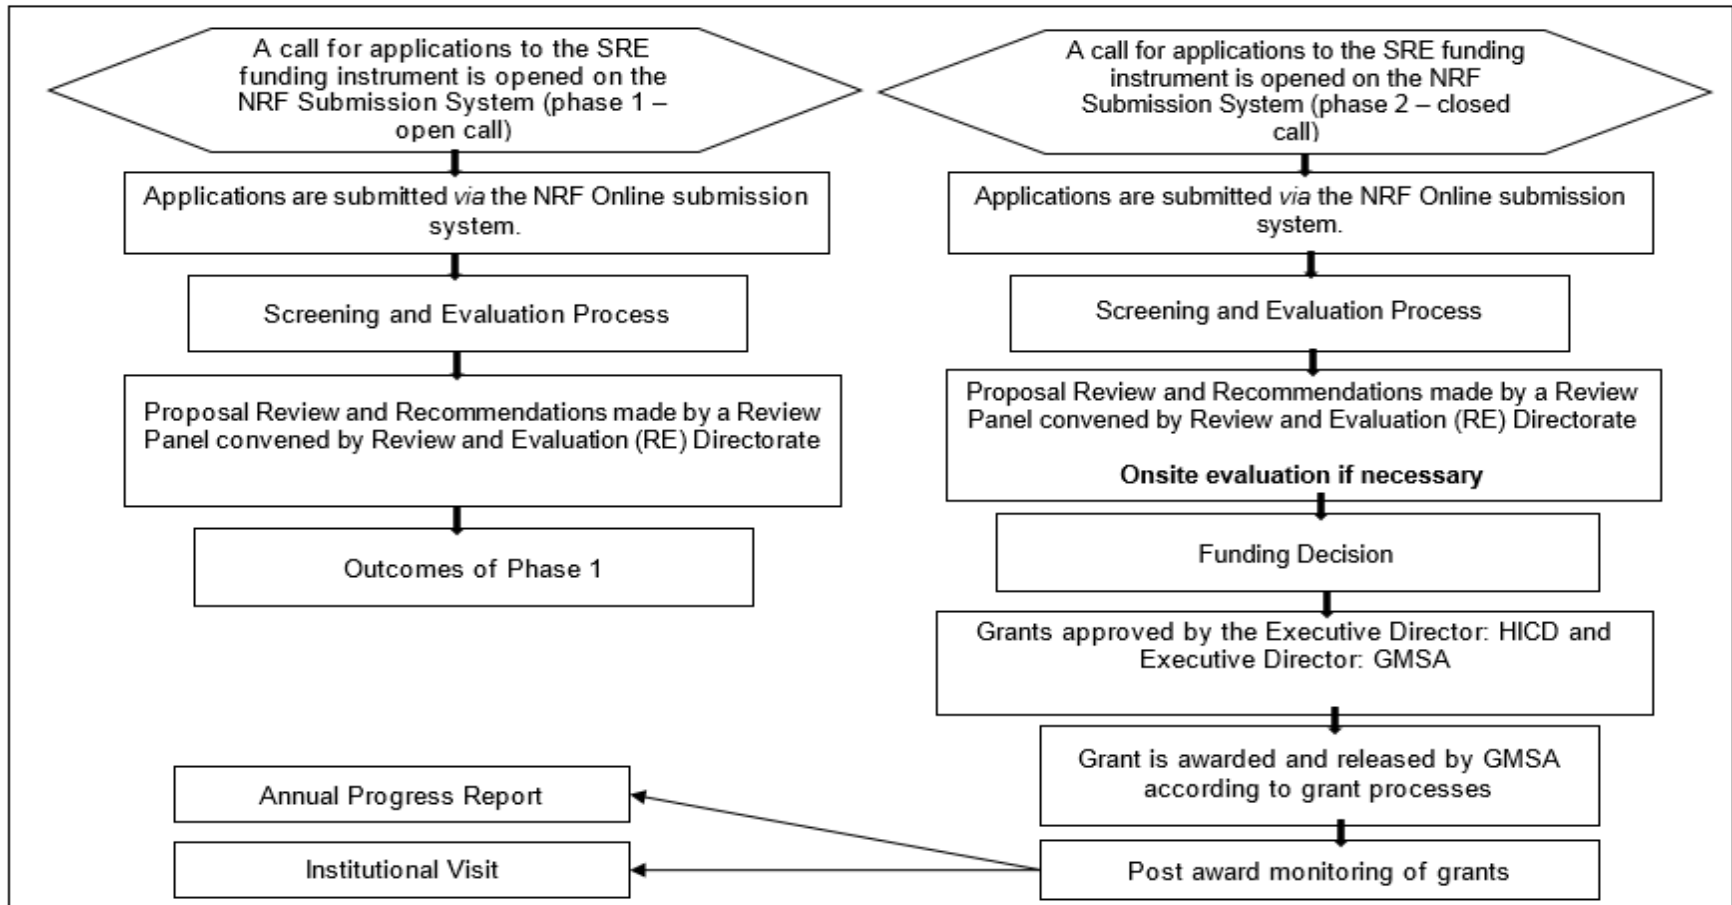 A call for applications to the SRE
funding instrument is opened on the
NRF Submission System (phase 1 –
open call)
Applications are submitted via the NRF Online submission
system.
Screening and Evaluation Process
Proposal Review and Recommendations made by a Review
Panel convened by Review and Evaluation (RE) Directorate
Outcomes of Phase 1
A call for applications to the SRE funding
instrument is opened on the NRF
Submission System (phase 2 – closed
call)
Applications are submitted via the NRF Online submission
system.
Screening and Evaluation Process
Proposal Review and Recommendations made by a Review
Panel convened by Review and Evaluation (RE) Directorate
Onsite evaluation if necessary
Funding Decision
Grants approved by the Executive Director: HICD and
Executive Director: GMSA
Grant is awarded and released by GMSA
according to grant processes
Post award monitoring of grants
Annual Progress Report
Institutional Visit